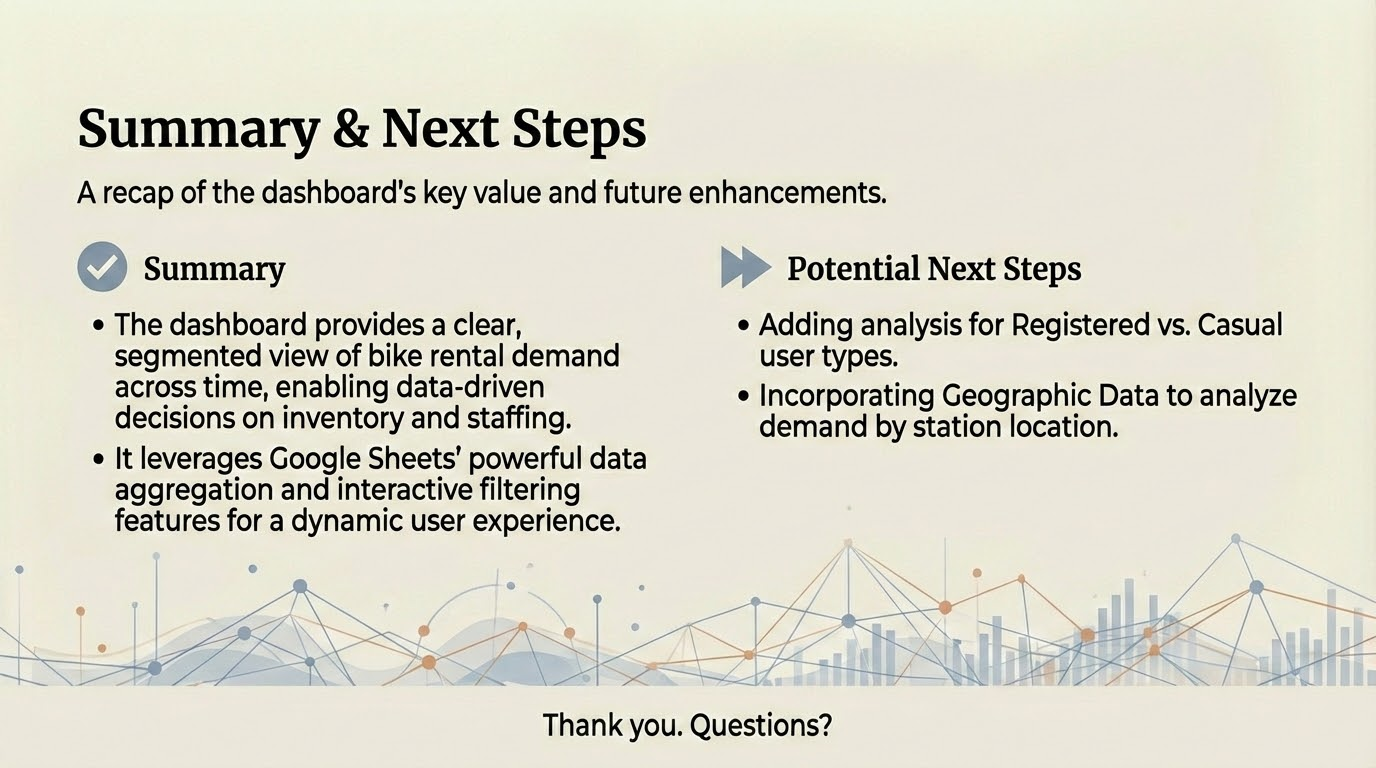 Summary & Next Steps
A recap of the dashboard's key value and future enhancements.
Summary
• The dashboard provides a clear,
segmented view of bike rental demand
across time, enabling data-driven
decisions on inventory and staffing.
• It leverages Google Sheets' powerful data
aggregation and interactive filtering
features for a dynamic user experience.
Potential Next Steps
• Adding analysis for Registered vs. Casual
user types.
• Incorporating Geographic Data to analyze
demand by station location.
Thank you. Questions?